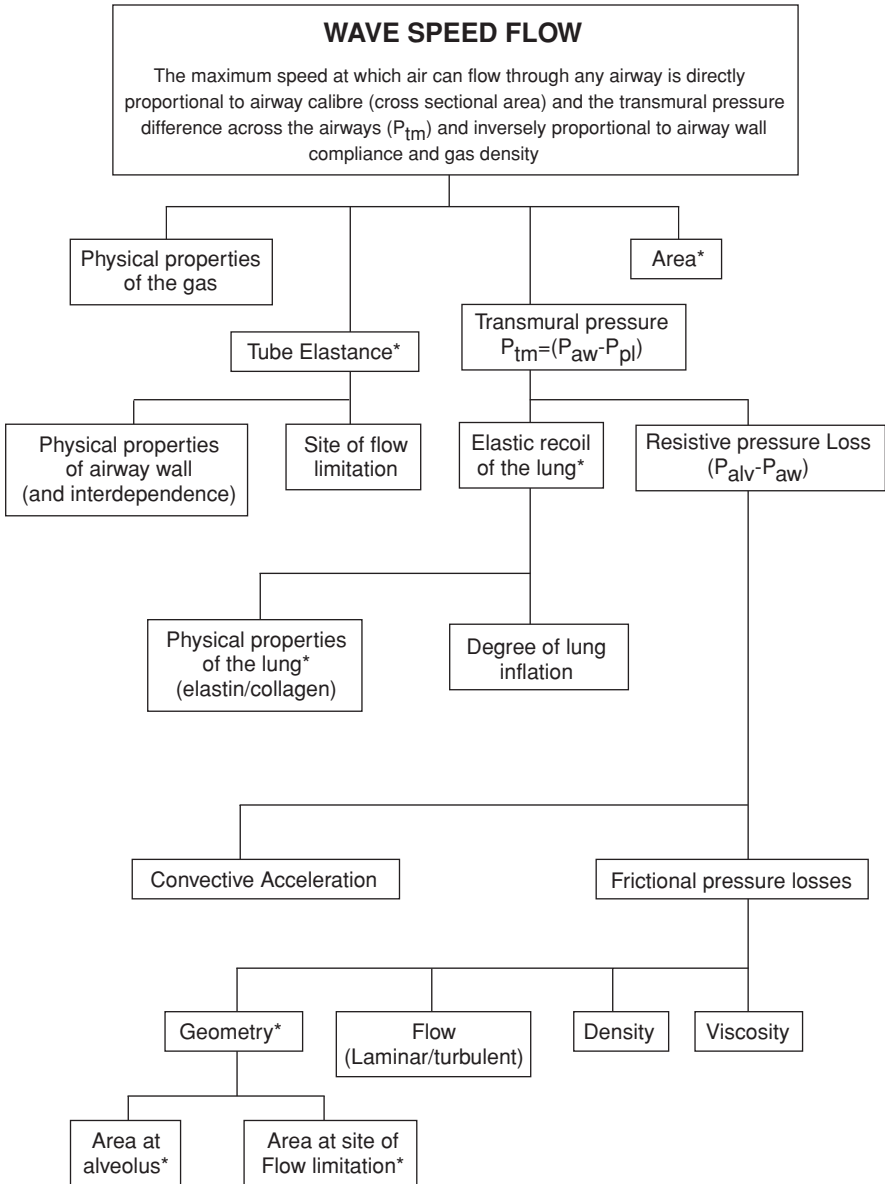 WAVE SPEED FLOW
The maximum speed at which air can flow through any airway is directly
proportional to airway calibre (cross sectional area) and the transmural pressure
difference across the airways (Ptm) and inversely proportional to airway wall
compliance and gas density
Physical properties
of the gas
Area*
Tube Elastance*
Transmural pressure
Ptm=(Paw-Ppl)
Physical properties
of airway wall
(and interdependence)
Site of flow
limitation
Elastic recoil
of the lung*
Resistive pressure Loss
(Palv-Paw)
Physical properties
of the lung*
(elastin/collagen)
Degree of lung
inflation
Convective Acceleration
Frictional pressure losses
Geometry*
Flow
(Laminar/turbulent)
Density
Viscosity
Area at
alveolus*
Area at site of
Flow limitation*